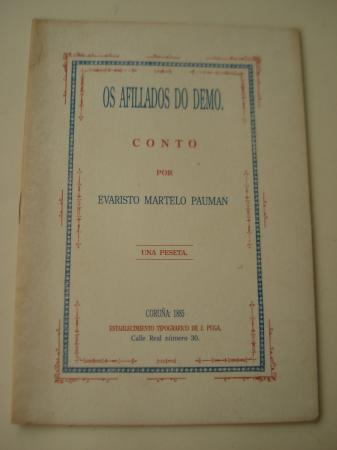 OS AFILLADOS DO DEMO.
CONTO
POR
EVARISTO MARTELO PAUMAN
UNA PESETA.
CORUÑA: 1885
ESTABLECIMIENTO TIPOGRAFICO DE J. PUGA,
Calle Real número 30.